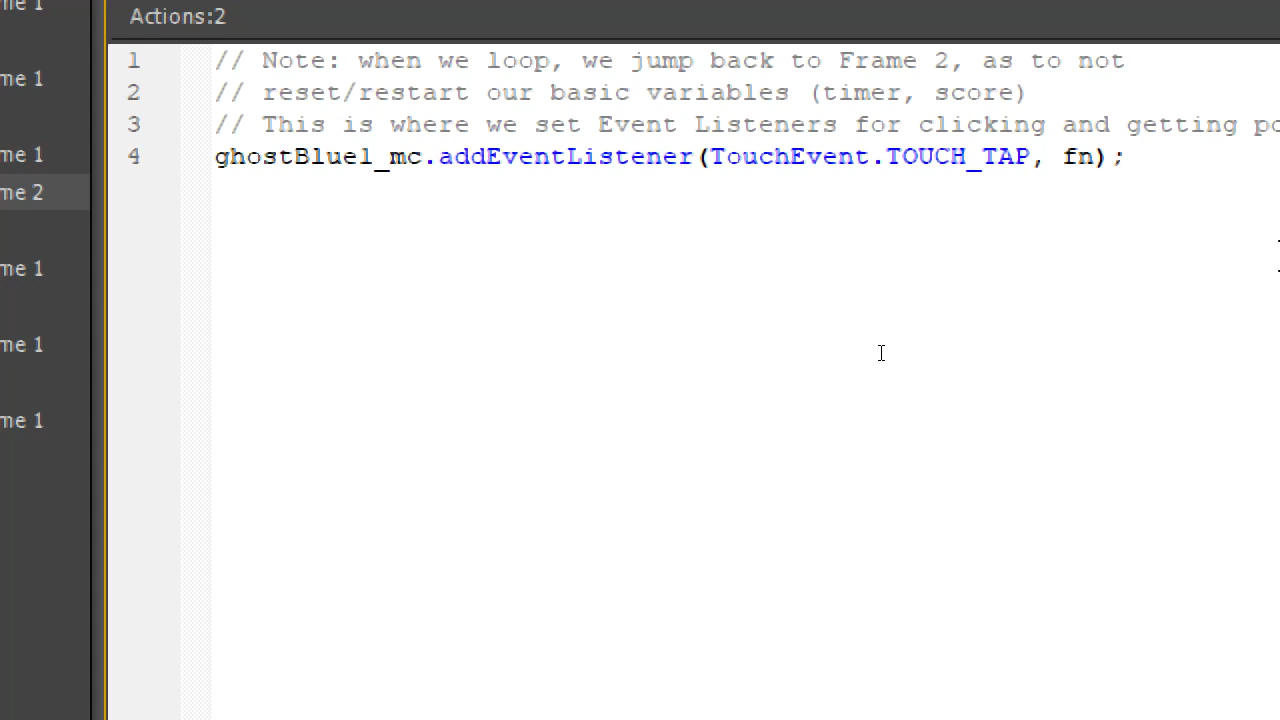 Actions:2
me 1
me 1
me 1
me 2
me 1
me 1
me 1
1 // Note: when we loop, we jump back to Frame 2, as to not
2 // reset/restart our basic variables (timer, score)
3 // This is where we set Event Listeners for clicking and getting po
4 ghostBlue1_mc.addEventListener(TouchEvent.TOUCH_TAP, fn);